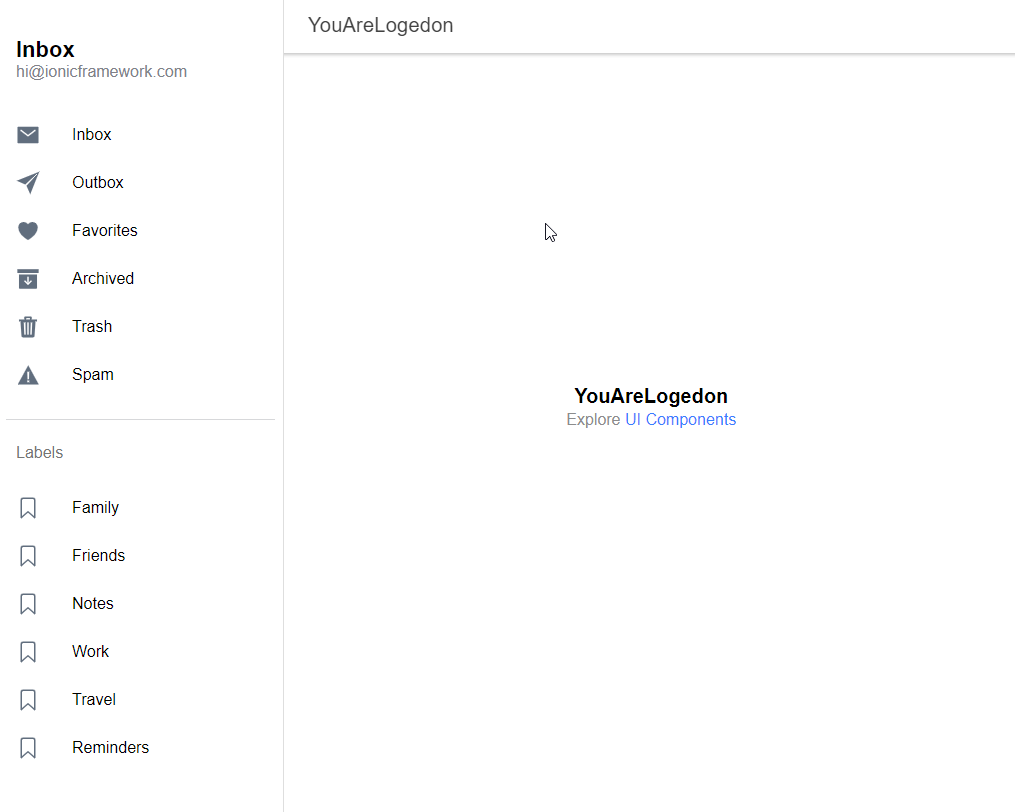 Inbox
hi@ionicframework.com
Inbox
Outbox
Favorites
Archived
Trash
Spam
Labels
Family
Friends
Notes
Work
Travel
Reminders
YouAreLogedon
YouAreLogedon
Explore UI Components